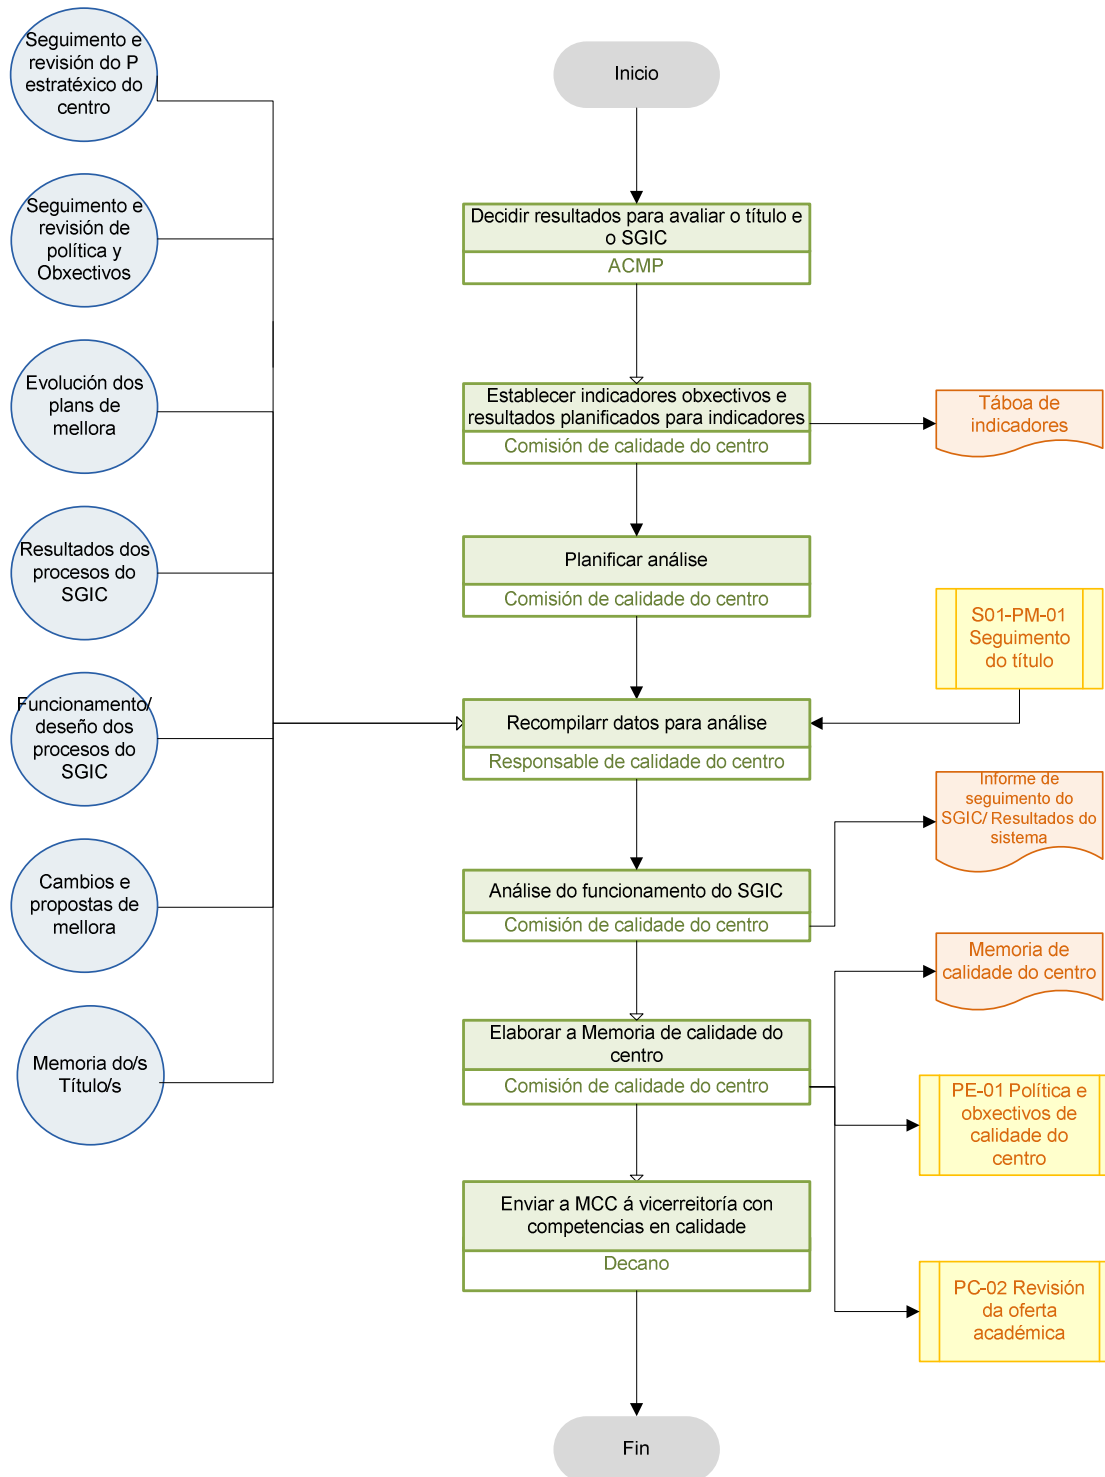 Seguimento e
revisión do P
estratéxico do
centro
Seguimento e
revisión de
política y
Obxectivos
Evolución dos
plans de
mellora
Resultados dos
procesos do
SGIC
Funcionamento/
deseño dos
procesos do
SGIC
Cambios e
propostas de
mellora
Memoria do/s
Título/s
Inicio
Decidir resultados para avaliar o título e
o SGIC
ACMP
Establecer indicadores obxectivos e
resultados planificados para indicadores
Comisión de calidade do centro
Táboa de
indicadores
Planificar análise
Comisión de calidade do centro
S01-PM-01
Seguimento
do título
Recompilarr datos para análise
Responsable de calidade do centro
Informe de
seguimento do
SGIC/ Resultados do
sistema
Análise do funcionamento do SGIC
Comisión de calidade do centro
Memoria de
calidade do centro
Elaborar a Memoria de calidade do
centro
Comisión de calidade do centro
PE-01 Política e
obxectivos de
calidade do
centro
Enviar a MCC á vicerreitoría con
competencias en calidade
Decano
PC-02 Revisión
da oferta
académica
Fin